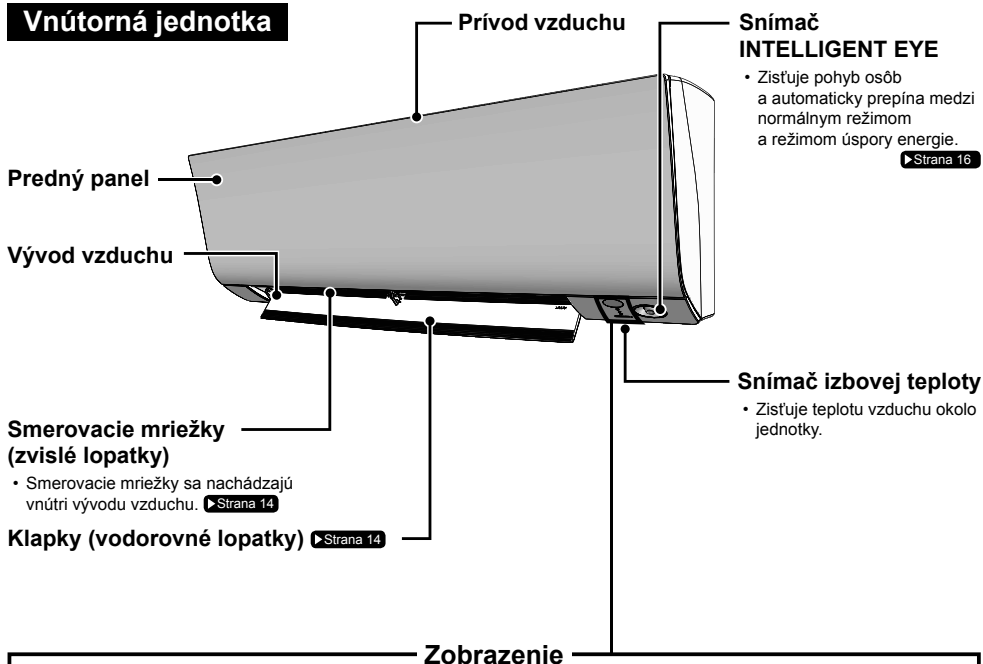 Vnútorná jednotka
Prívod vzduchu
Snímač
INTELLIGENT EYE
• Zisťuje pohyb osôb
a automaticky prepína medzi
normálnym režimom
a režimom úspory energie.
▶Strana 16
Predný panel
Vývod vzduchu
Snímač izbovej teploty
• Zisťuje teplotu vzduchu okolo
jednotky.
Smerovacie mriežky
(zvislé lopatky)
• Smerovacie mriežky sa nachádzajú
vnútri vývodu vzduchu. ▶Strana 14
Klapky (vodorovné lopatky) ▶Strana 14
Zobrazenie